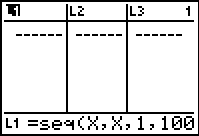 L1 L2 L3 1
------ ------ ------
L1 =seq(X,X,1,100